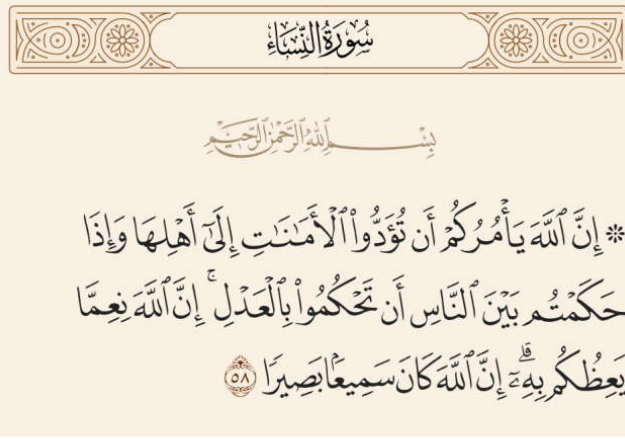 سُورَةُ النِّسَاءِ
بِسْمِ ٱللَّهِ ٱلرَّحْمَٰنِ ٱلرَّحِيمِ
۞ إِنَّ ٱللَّهَ يَأْمُرُكُمْ أَن تُؤَدُّوا۟ ٱلْأَمَٰنَٰتِ إِلَىٰٓ أَهْلِهَا وَإِذَا
حَكَمْتُم بَيْنَ ٱلنَّاسِ أَن تَحْكُمُوا۟ بِٱلْعَدْلِ ۚ إِنَّ ٱللَّهَ نِعِمَّا
يَعِظُكُم بِهِۦٓ ۗ إِنَّ ٱللَّهَ كَانَ سَمِيعًۢا بَصِيرًا ٥٨